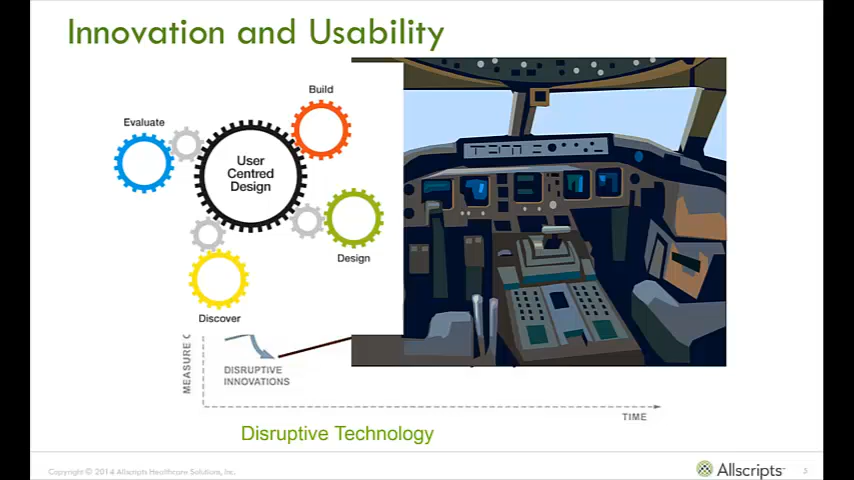 Innovation and Usability
Build
Evaluate
User
Centred
Design
Design
Discover
MEASURE
DISRUPTIVE
INNOVATIONS
TIME
Disruptive Technology
Copyright © 2014 Allscripts Healthcare Solutions, Inc.
Allscripts